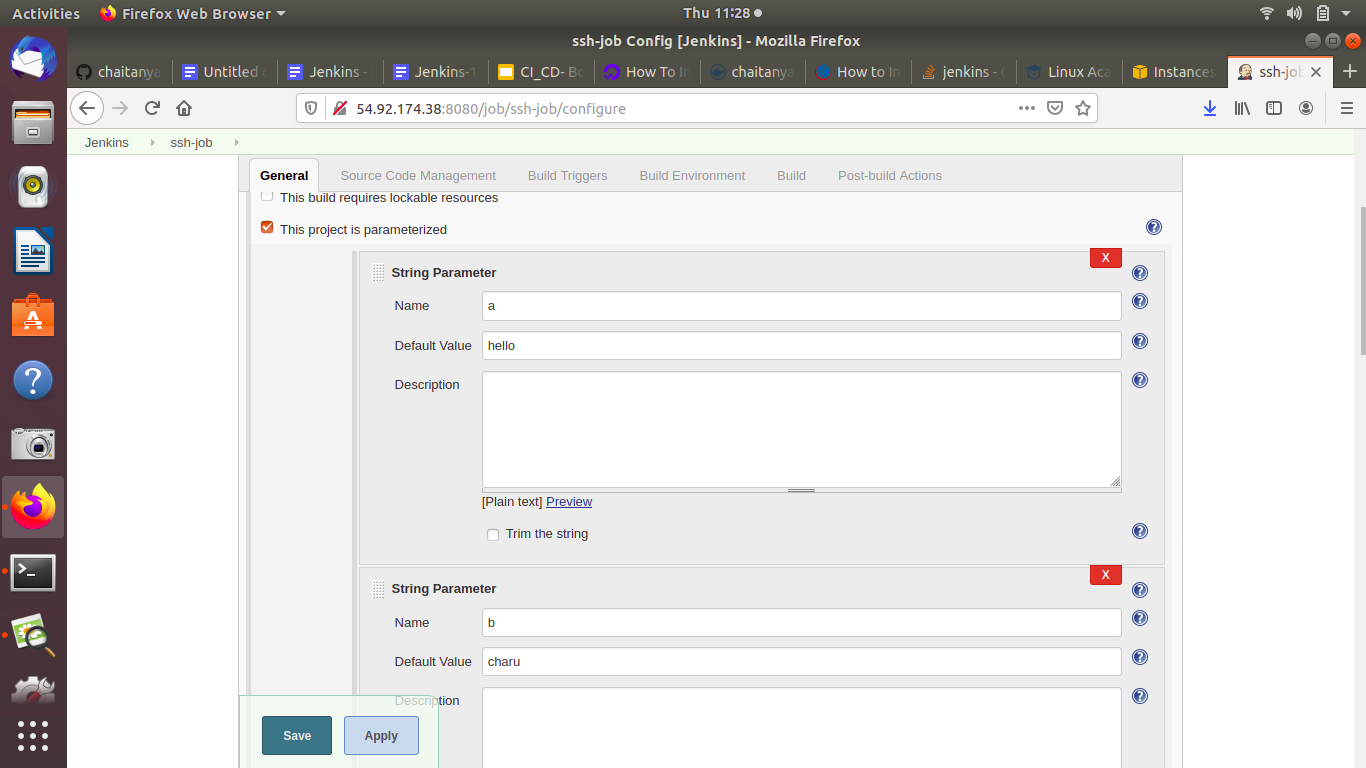 Activities Firefox Web Browser Thu 11:28
ssh-job Config [Jenkins] - Mozilla Firefox
chaitanya Untitled Jenkins - Jenkins-1 CI_CD- Bo How To In chaitanya How to In jenkins - Linux Aca Instances ssh-job
54.92.174.38:8080/job/ssh-job/configure
Jenkins ssh-job
General Source Code Management Build Triggers Build Environment Build Post-build Actions
This build requires lockable resources
This project is parameterized
X
String Parameter
Name a
Default Value hello
Description
[Plain text] Preview
Trim the string
X
String Parameter
Name b
Default Value charu
Description
Save Apply